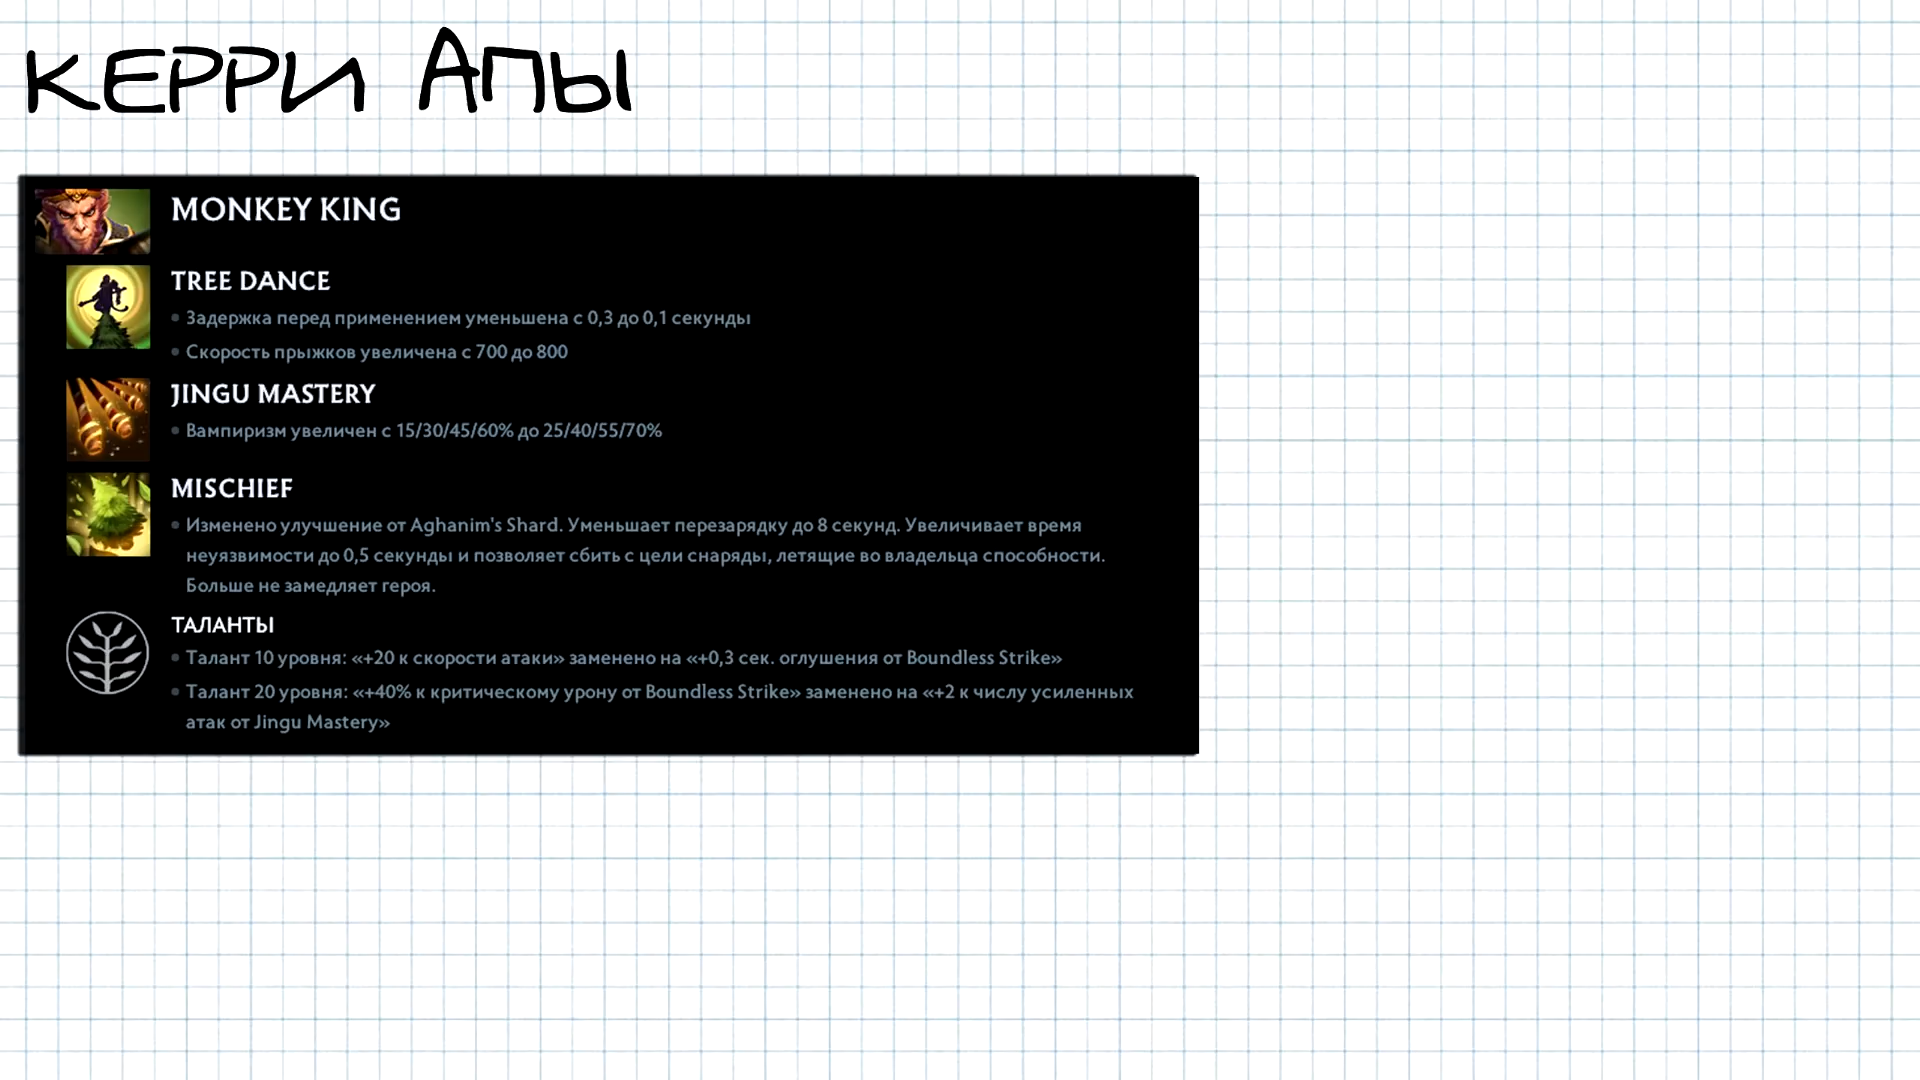 КЕРРИ АПЫ
MONKEY KING
TREE DANCE
• Задержка перед применением уменьшена с 0,3 до 0,1 секунды
• Скорость прыжков увеличена с 700 до 800
JINGU MASTERY
• Вампиризм увеличен с 15/30/45/60% до 25/40/55/70%
MISCHIEF
• Изменено улучшение от Aghanim's Shard. Уменьшает перезарядку до 8 секунд. Увеличивает время
неуязвимости до 0,5 секунды и позволяет сбить с цели снаряды, летящие во владельца способности.
Больше не замедляет героя.
ТАЛАНТЫ
• Талант 10 уровня: «+20 к скорости атаки» заменено на «+0,3 сек. оглушения от Boundless Strike»
• Талант 20 уровня: «+40% к критическому урону от Boundless Strike» заменено на «+2 к числу усиленных
атак от Jingu Mastery»